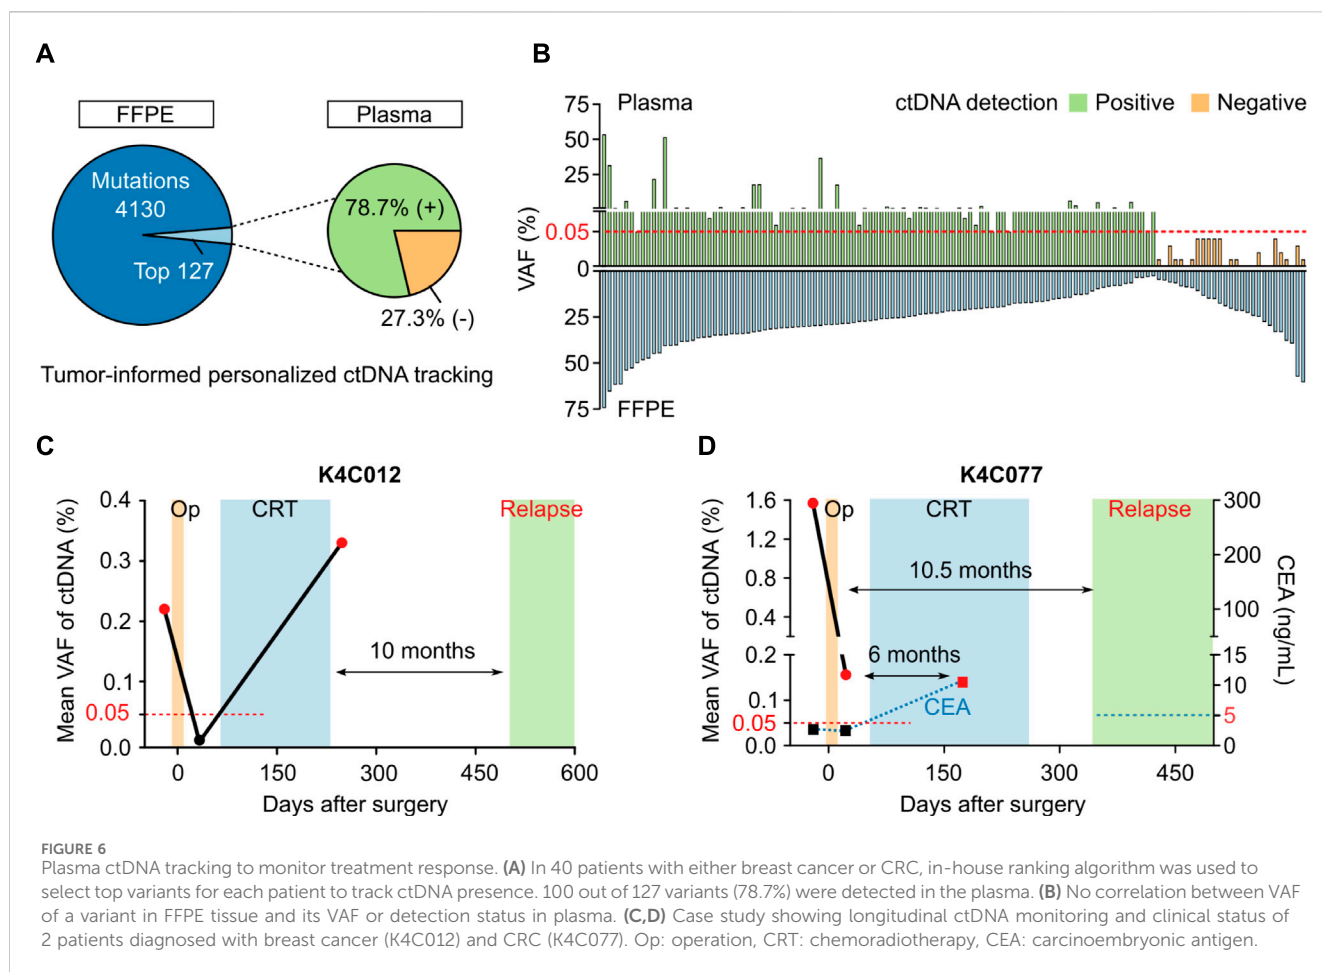 A
FFPE
Plasma
Mutations
4130
Top 127
78.7% (+)
27.3% (-)
Tumor-informed personalized ctDNA tracking
B
Plasma
ctDNA detection Positive Negative
VAF (%)
75
50
25
0.05
0
25
50
75
FFPE
C
K4C012
Mean VAF of ctDNA (%)
0.4
0.3
0.2
0.1
0.05
0.0
Op
CRT
Relapse
10 months
0 150 300 450 600
Days after surgery
D
K4C077
Mean VAF of ctDNA (%)
1.6
1.2
0.8
0.4
0.2
0.1
0.05
0.0
Op
CRT
Relapse
10.5 months
6 months
CEA
300
200
100
15
10
5
0
CEA (ng/mL)
0 150 300 450
Days after surgery
FIGURE 6
Plasma ctDNA tracking to monitor treatment response. (A) In 40 patients with either breast cancer or CRC, in-house ranking algorithm was used to
select top variants for each patient to track ctDNA presence. 100 out of 127 variants (78.7%) were detected in the plasma. (B) No correlation between VAF
of a variant in FFPE tissue and its VAF or detection status in plasma. (C,D) Case study showing longitudinal ctDNA monitoring and clinical status of
2 patients diagnosed with breast cancer (K4C012) and CRC (K4C077). Op: operation, CRT: chemoradiotherapy, CEA: carcinoembryonic antigen.